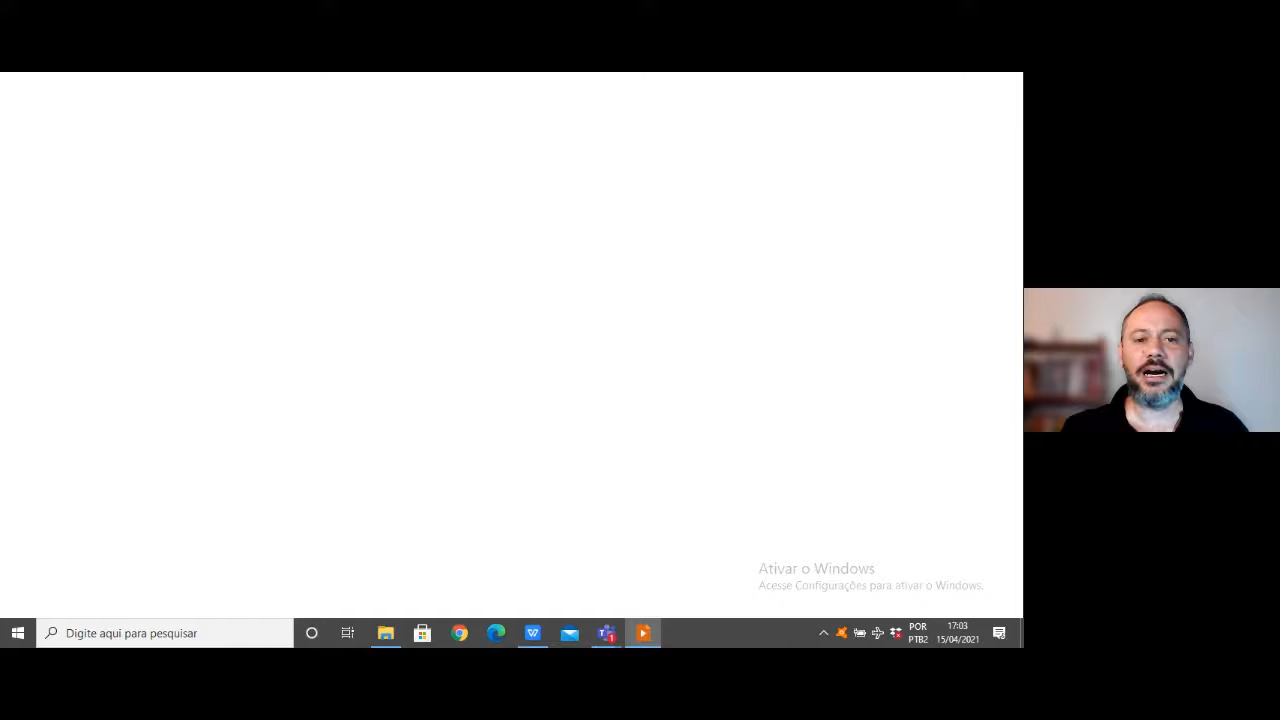 Ativar o Windows
Acesse Configurações para ativar o Windows.
Digite aqui para pesquisar
POR
PTB2
17:03
15/04/2021